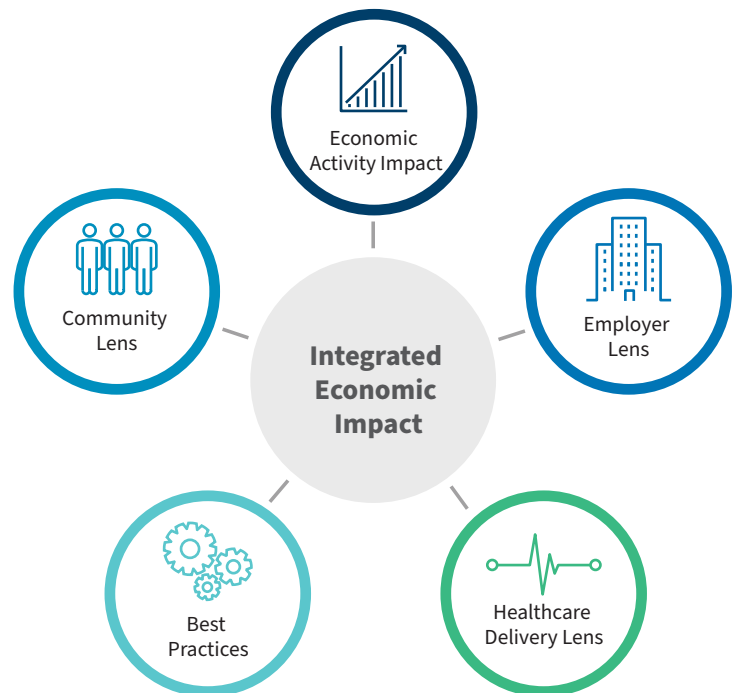 Economic
Activity Impact
Community
Lens
Employer
Lens
Integrated
Economic
Impact
Best
Practices
Healthcare
Delivery Lens